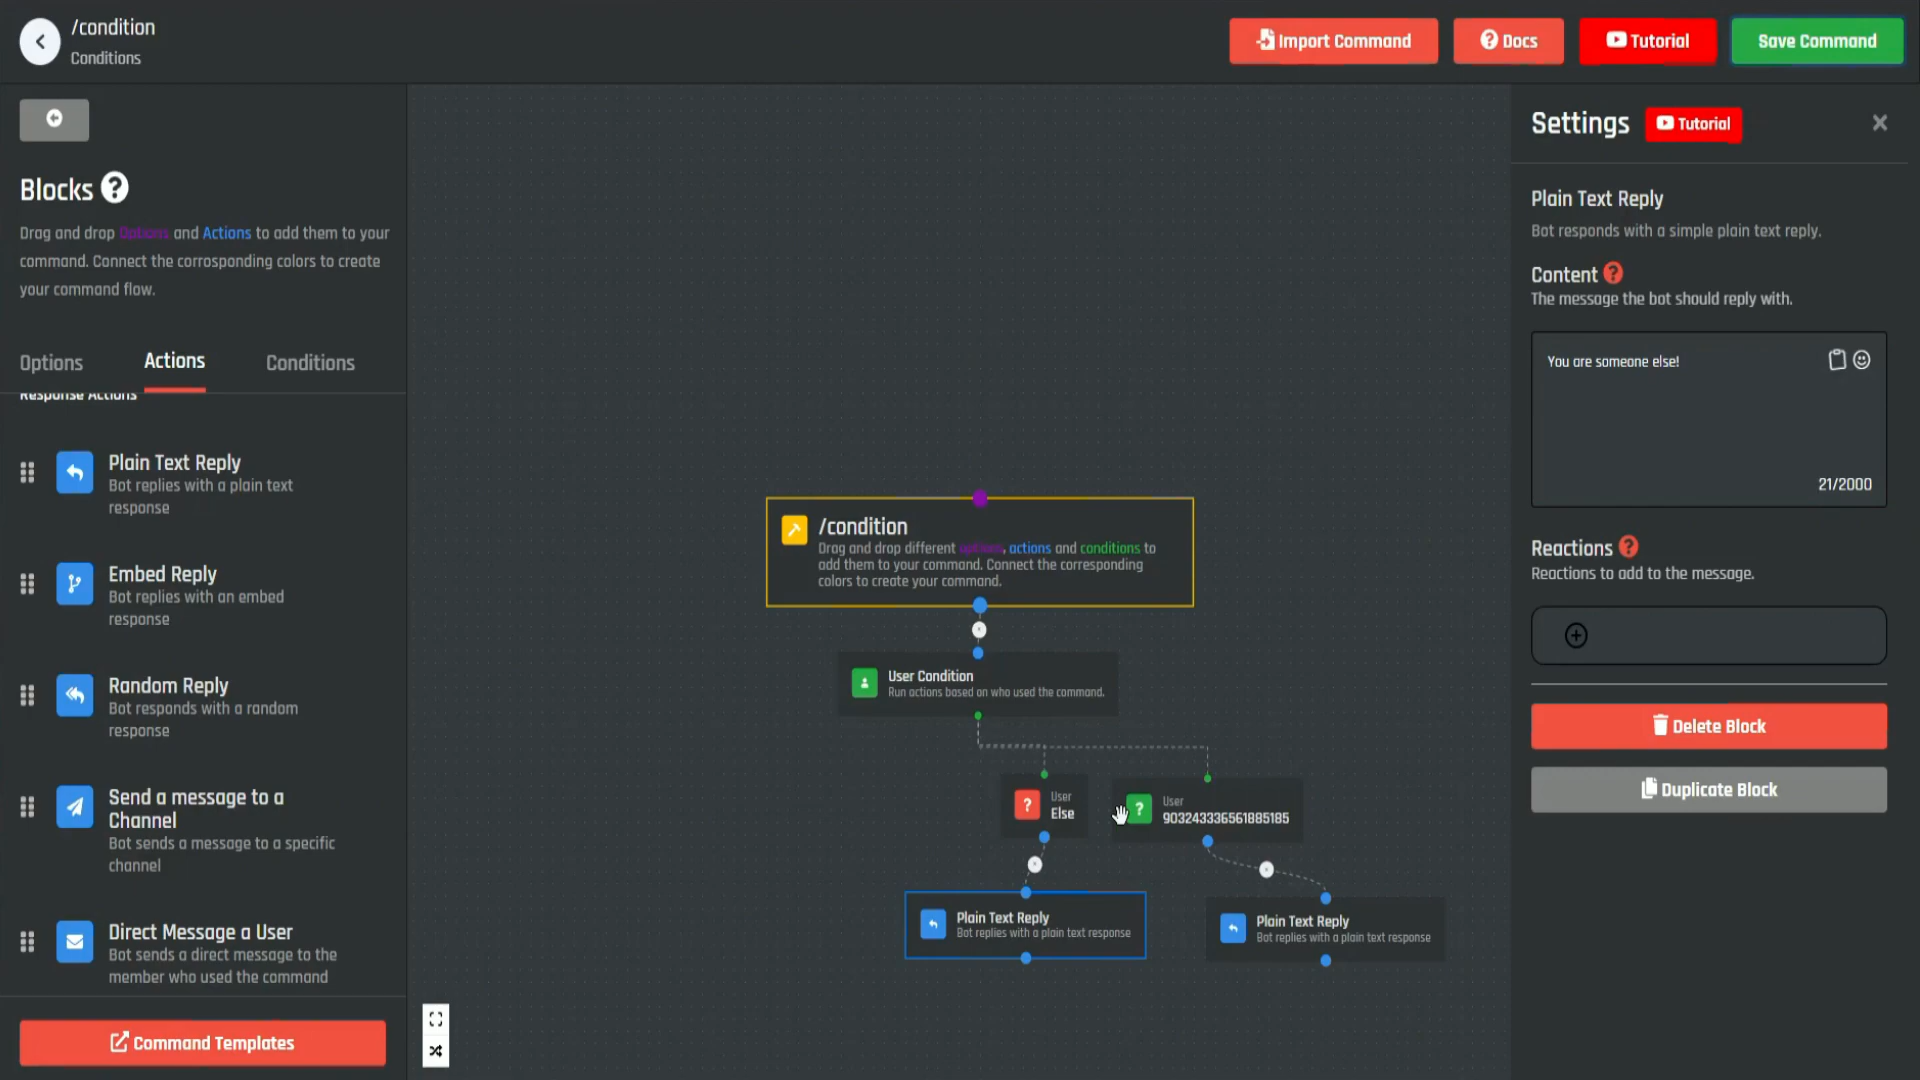 /condition
Conditions
Import Command
Docs
Tutorial
Save Command
Blocks
Drag and drop Options and Actions to add them to your
command. Connect the corrosponding colors to create
your command flow.
Options
Actions
Conditions
Response Actions
Plain Text Reply
Bot replies with a plain text
response
Embed Reply
Bot replies with an embed
response
Random Reply
Bot responds with a random
response
Send a message to a
Channel
Bot sends a message to a specific
channel
Direct Message a User
Bot sends a direct message to the
member who used the command
Command Templates
/condition
Drag and drop different options, actions and conditions to
add them to your command. Connect the corresponding
colors to create your command.
User Condition
Run actions based on who used the command.
User
Else
User
903243336561885185
Plain Text Reply
Bot replies with a plain text response
Plain Text Reply
Bot replies with a plain text response
Settings
Tutorial
Plain Text Reply
Bot responds with a simple plain text reply.
Content
The message the bot should reply with.
You are someone else!
21/2000
Reactions
Reactions to add to the message.
Delete Block
Duplicate Block